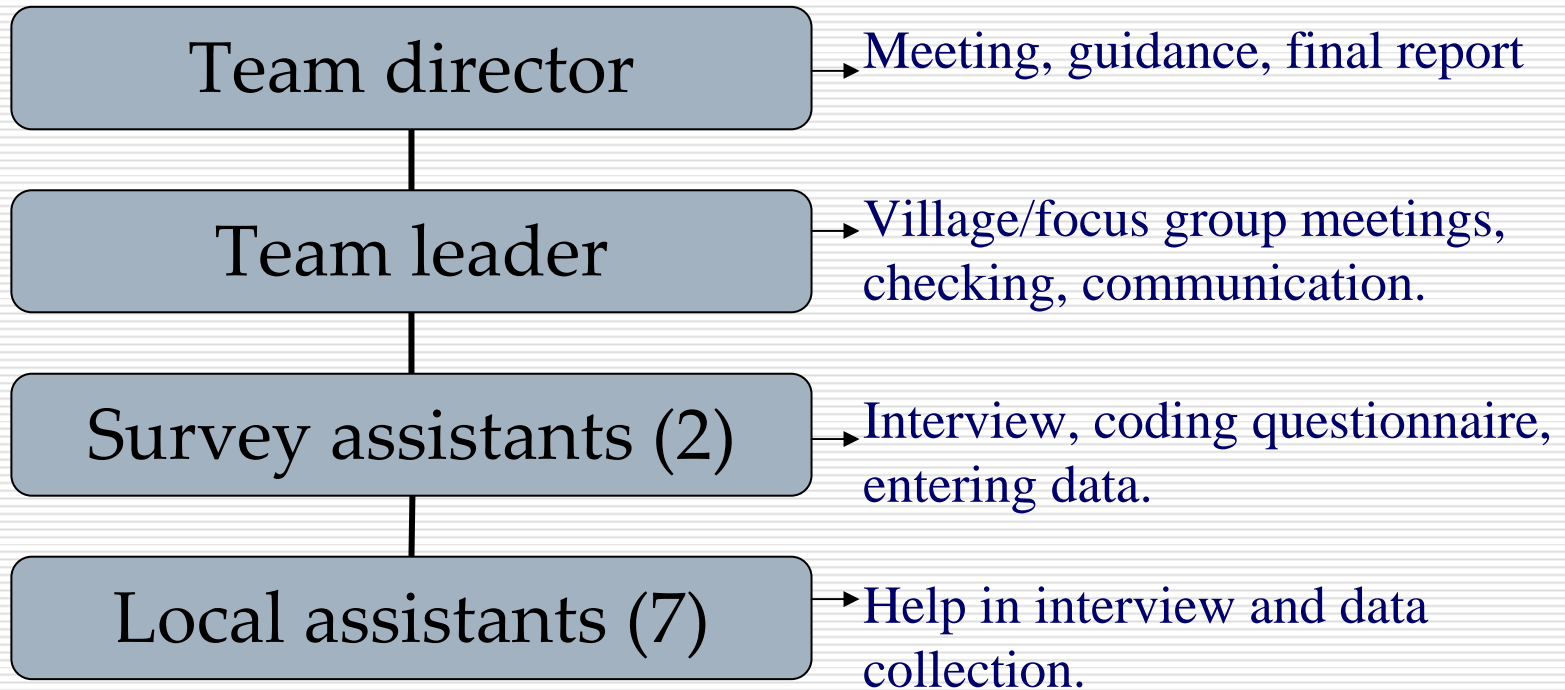 Team director
Meeting, guidance, final report
Team leader
Village/focus group meetings,
checking, communication.
Survey assistants (2)
Interview, coding questionnaire,
entering data.
Local assistants (7)
Help in interview and data
collection.